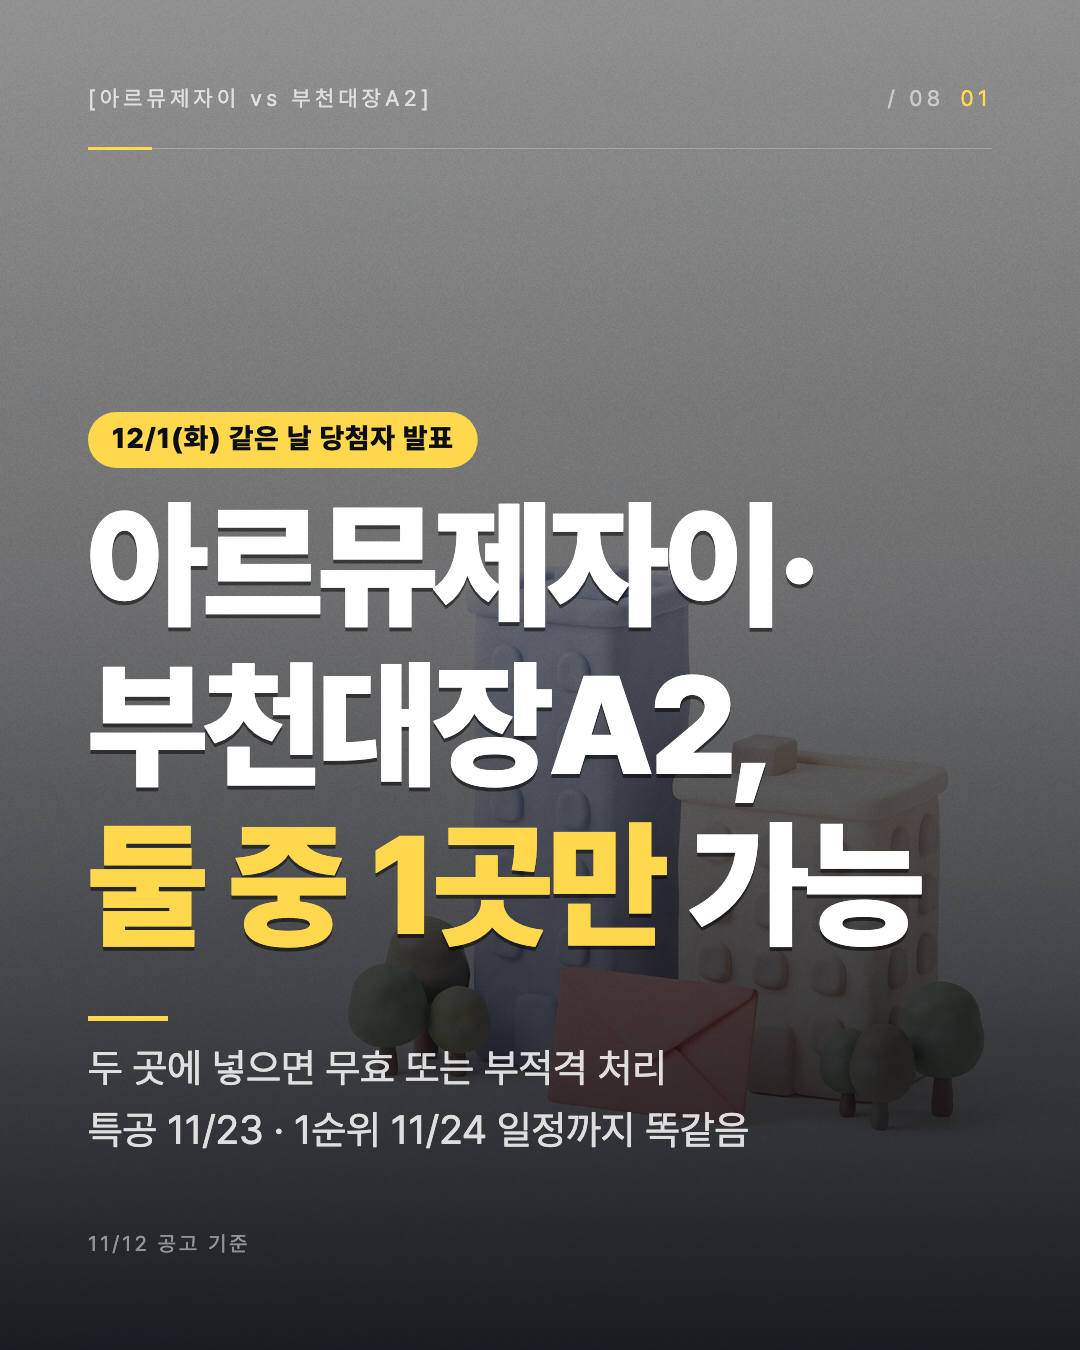 [아르뮤제자이 vs 부천대장A2]
/ 08 01
12/1(화) 같은 날 당첨자 발표
아르뮤제자이·
부천대장A2,
둘 중 1곳만 가능
두 곳에 넣으면 무효 또는 부적격 처리
특공 11/23 · 1순위 11/24 일정까지 똑같음
11/12 공고 기준